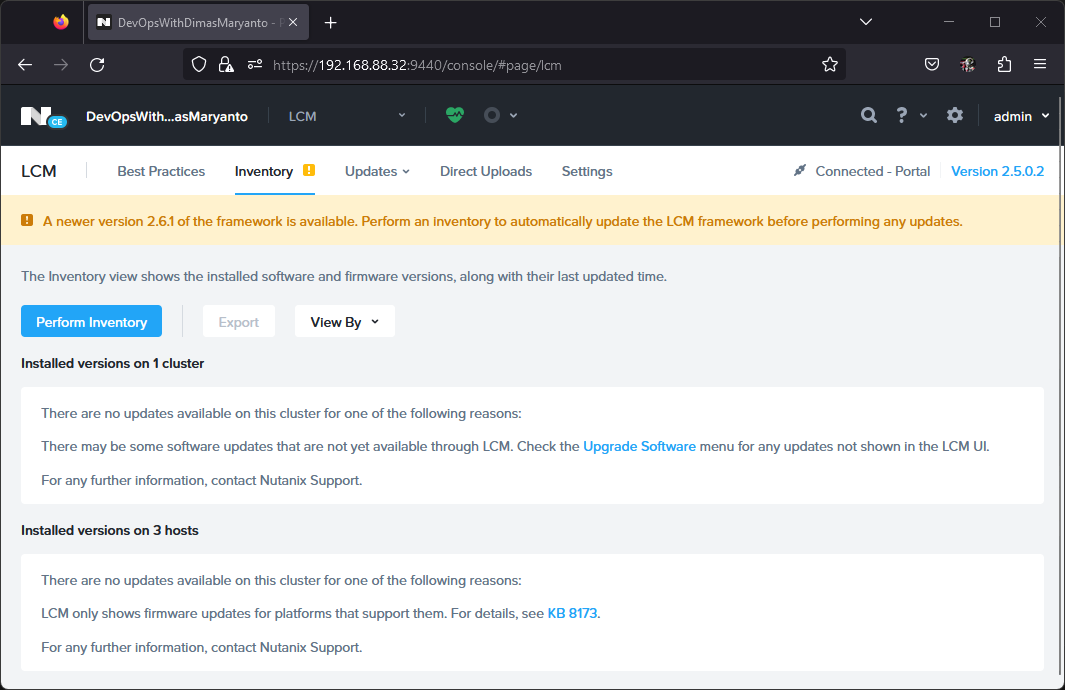 DevOpsWithDimasMaryanto -
https://192.168.88.32:9440/console/#page/lcm
CE DevOpsWith...asMaryanto LCM ? admin
LCM Best Practices Inventory Updates Direct Uploads Settings Connected - Portal Version 2.5.0.2
A newer version 2.6.1 of the framework is available. Perform an inventory to automatically update the LCM framework before performing any updates.
The Inventory view shows the installed software and firmware versions, along with their last updated time.
Perform Inventory Export View By
Installed versions on 1 cluster
There are no updates available on this cluster for one of the following reasons:
There may be some software updates that are not yet available through LCM. Check the Upgrade Software menu for any updates not shown in the LCM UI.
For any further information, contact Nutanix Support.
Installed versions on 3 hosts
There are no updates available on this cluster for one of the following reasons:
LCM only shows firmware updates for platforms that support them. For details, see KB 8173.
For any further information, contact Nutanix Support.